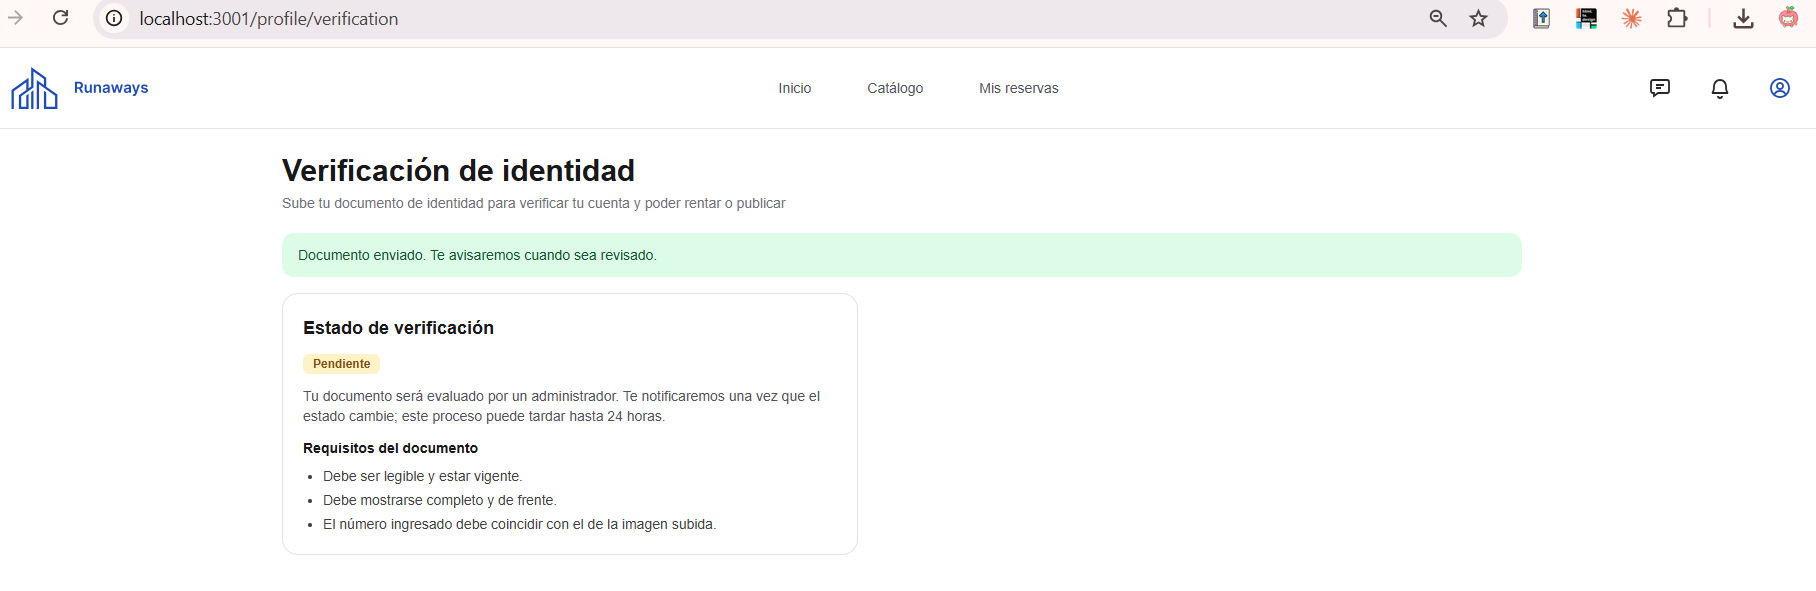 localhost:3001/profile/verification
Runaways
Inicio
Catálogo
Mis reservas
Verificación de identidad
Sube tu documento de identidad para verificar tu cuenta y poder rentar o publicar
Documento enviado. Te avisaremos cuando sea revisado.
Estado de verificación
Pendiente
Tu documento será evaluado por un administrador. Te notificaremos una vez que el
estado cambie; este proceso puede tardar hasta 24 horas.
Requisitos del documento
Debe ser legible y estar vigente.
Debe mostrarse completo y de frente.
El número ingresado debe coincidir con el de la imagen subida.